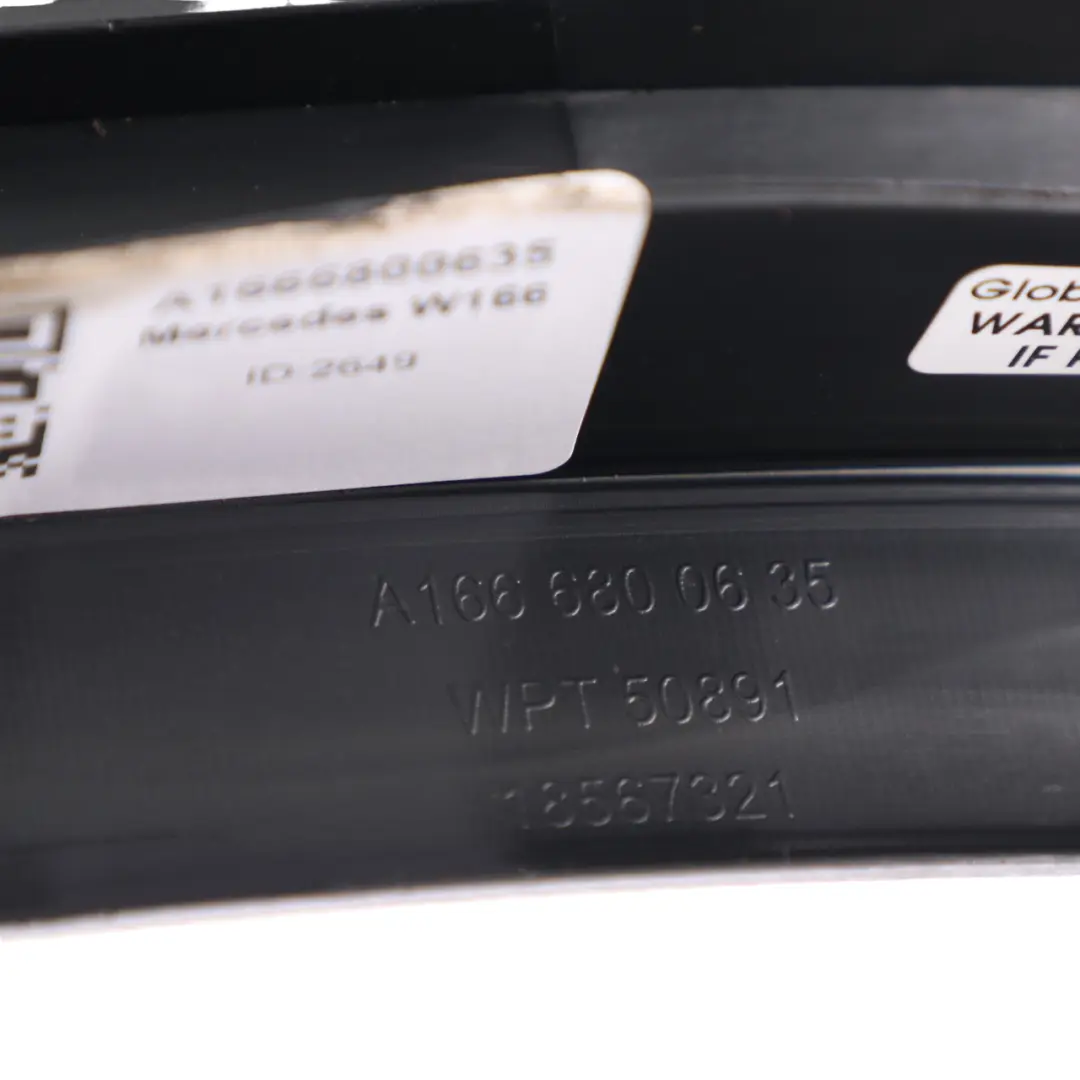 A1666800635
Mercedes W166
ID 2649
Glob
WAR
IF
A166 680 06 35
WPT 50891
18567321